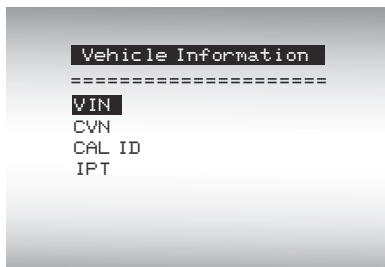 Vehicle Information
=====================
VIN
CVN
CAL ID
IPT